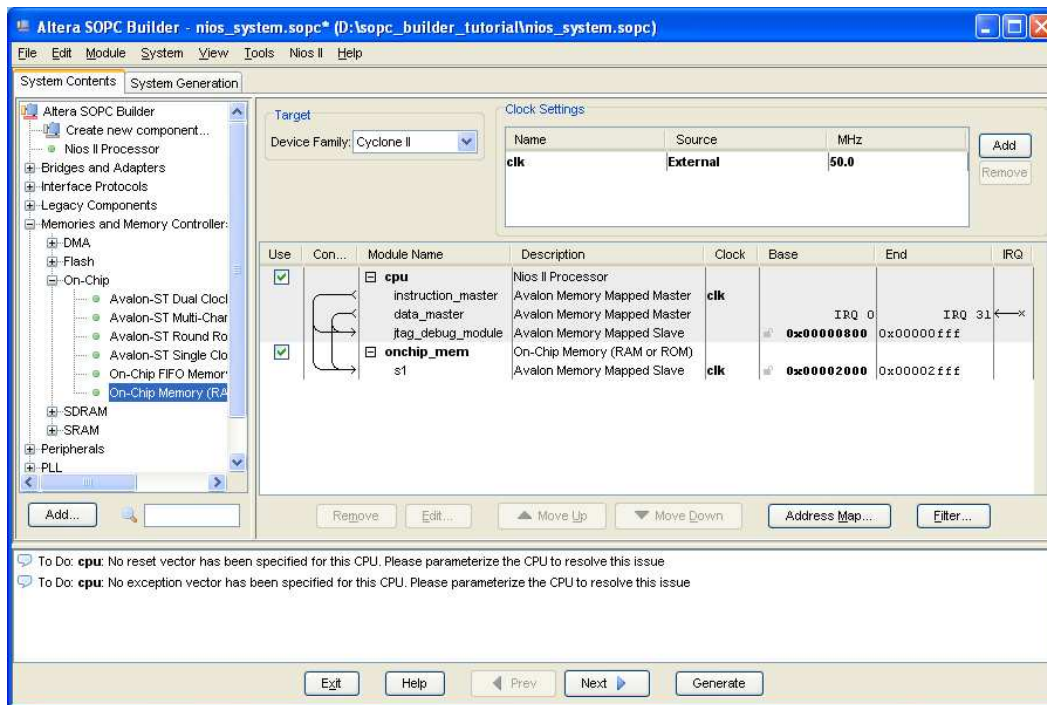 Altera SOPC Builder - nios_system.sopc* (D:\sopc_builder_tutorial\nios_system.sopc)
File Edit Module System View Tools Nios II Help
System Contents System Generation
Altera SOPC Builder
Create new component...
Nios II Processor
Bridges and Adapters
Interface Protocols
Legacy Components
Memories and Memory Controller:
DMA
Flash
On-Chip
Avalon-ST Dual Clocl
Avalon-ST Multi-Char
Avalon-ST Round Ro
Avalon-ST Single Clo
On-Chip FIFO Memor
On-Chip Memory (RA
SDRAM
SRAM
Peripherals
PLL
Add...
Target
Device Family: Cyclone II
Clock Settings
Name Source MHz
clk External 50.0
Add
Remove
Use Con... Module Name Description Clock Base End IRQ
cpu Nios II Processor
instruction_master Avalon Memory Mapped Master clk
data_master Avalon Memory Mapped Master IRQ 0 IRQ 31
jtag_debug_module Avalon Memory Mapped Slave 0x00000800 0x00000fff
onchip_mem On-Chip Memory (RAM or ROM)
s1 Avalon Memory Mapped Slave clk 0x00002000 0x00002fff
Remove Edit... Move Up Move Down Address Map... Filter...
To Do: cpu: No reset vector has been specified for this CPU. Please parameterize the CPU to resolve this issue
To Do: cpu: No exception vector has been specified for this CPU. Please parameterize the CPU to resolve this issue
Exit Help Prev Next Generate